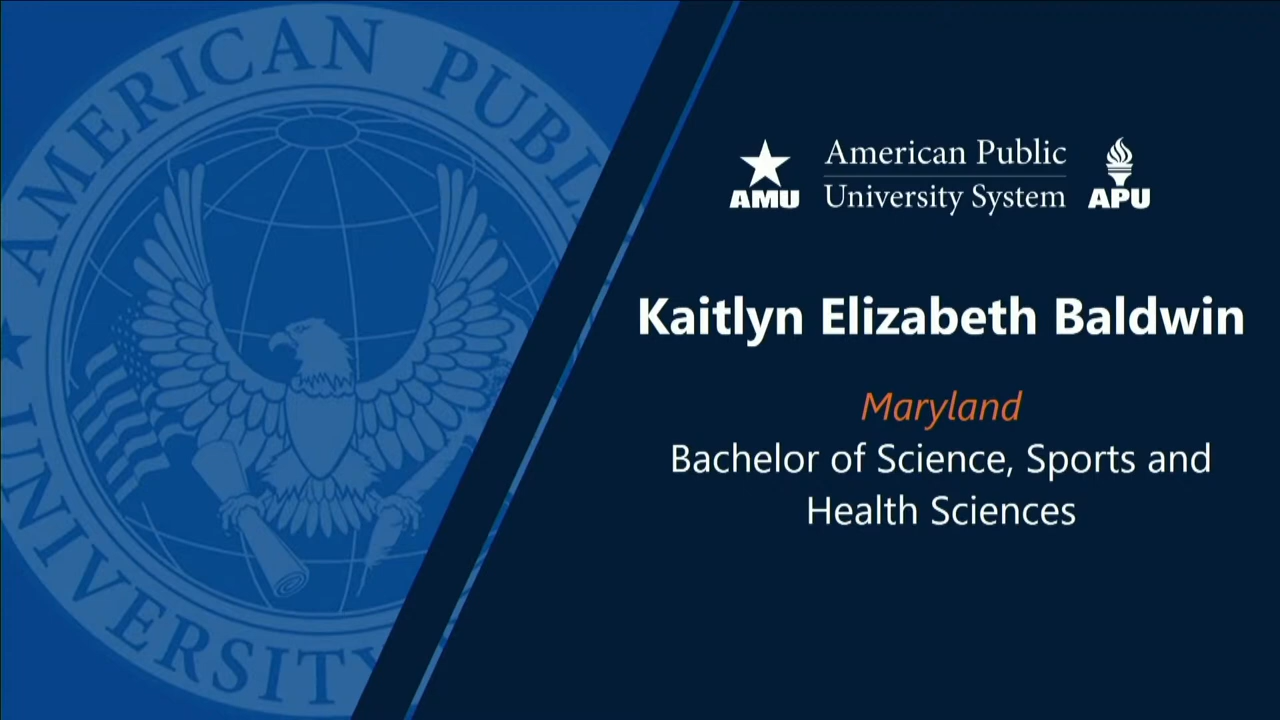 AMERICAN PUBLI
UNIVERSITY
AMU
American Public
University System
APU
Kaitlyn Elizabeth Baldwin
Maryland
Bachelor of Science, Sports and
Health Sciences